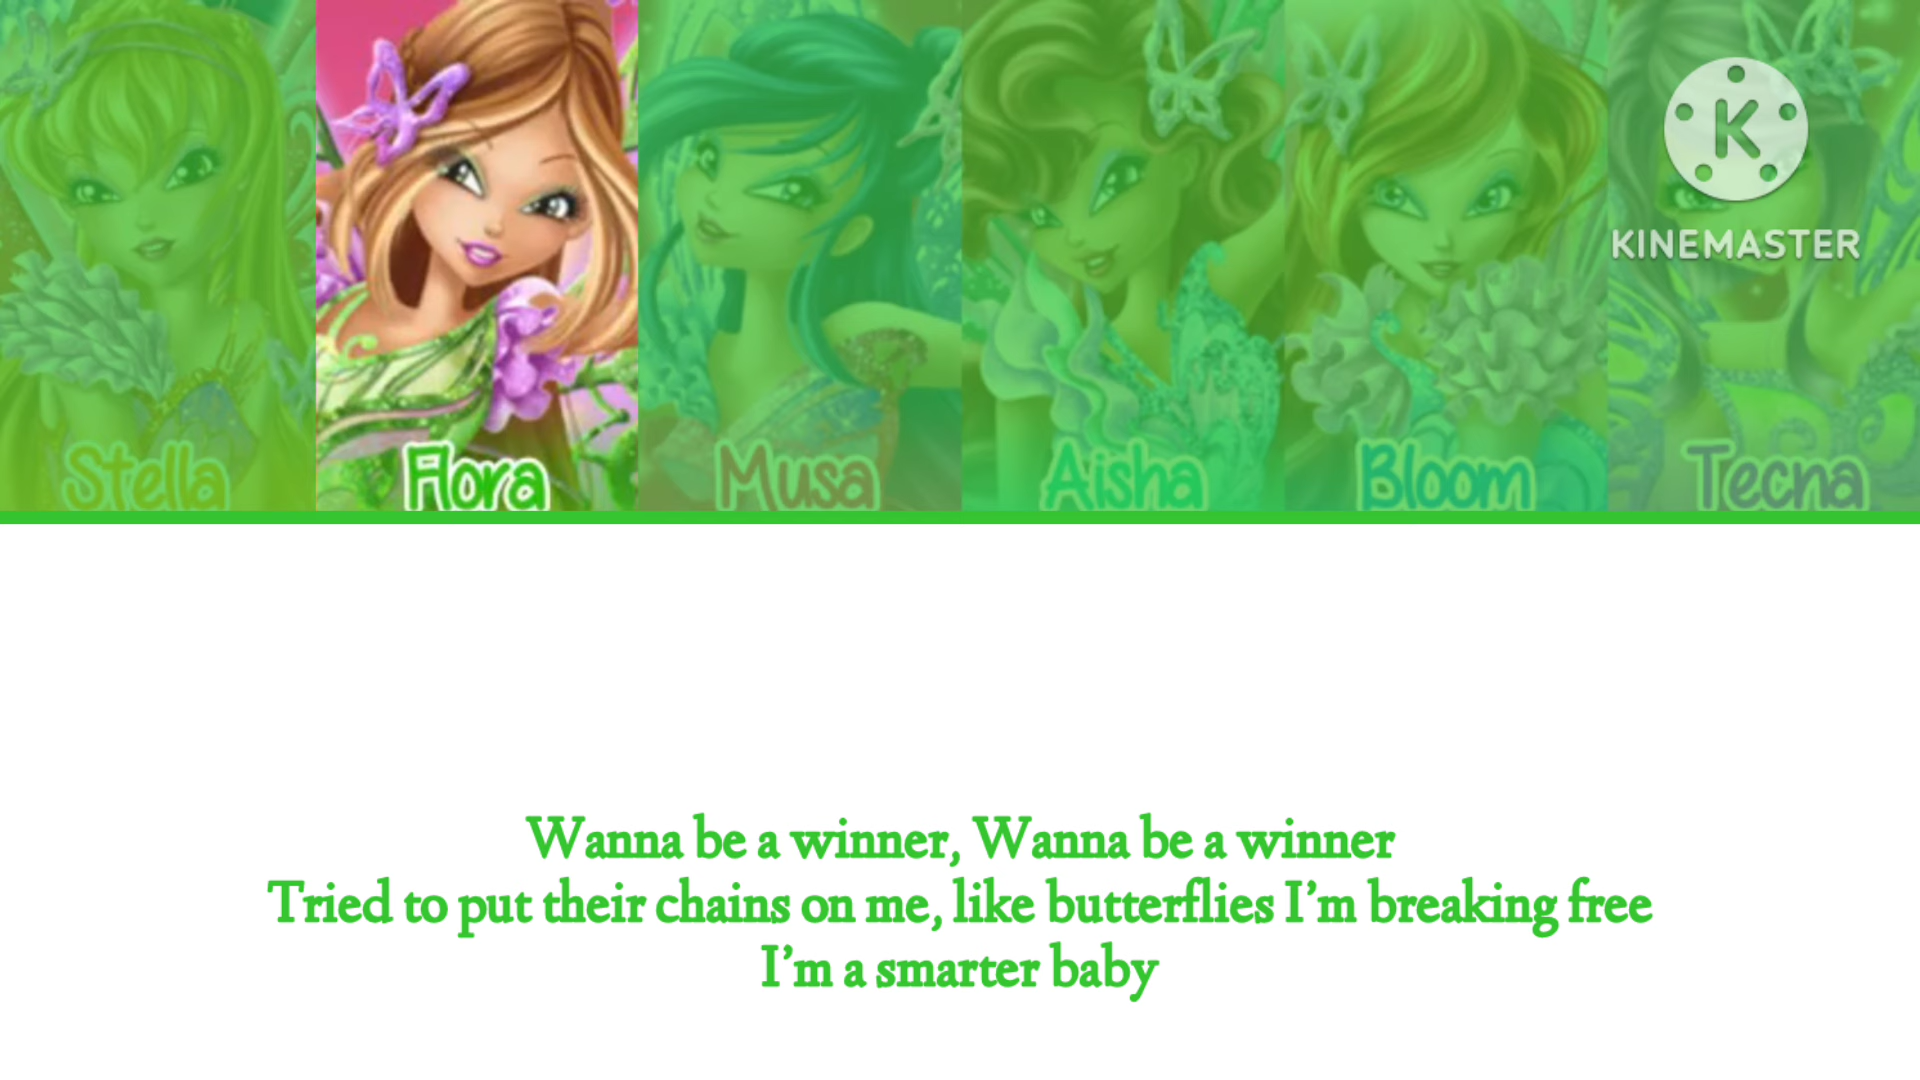 K
KINEMASTER
Stella
Flora
Musa
Aisha
Bloom
Tecna
Wanna be a winner, Wanna be a winner
Tried to put their chains on me, like butterflies I'm breaking free
I'm a smarter baby